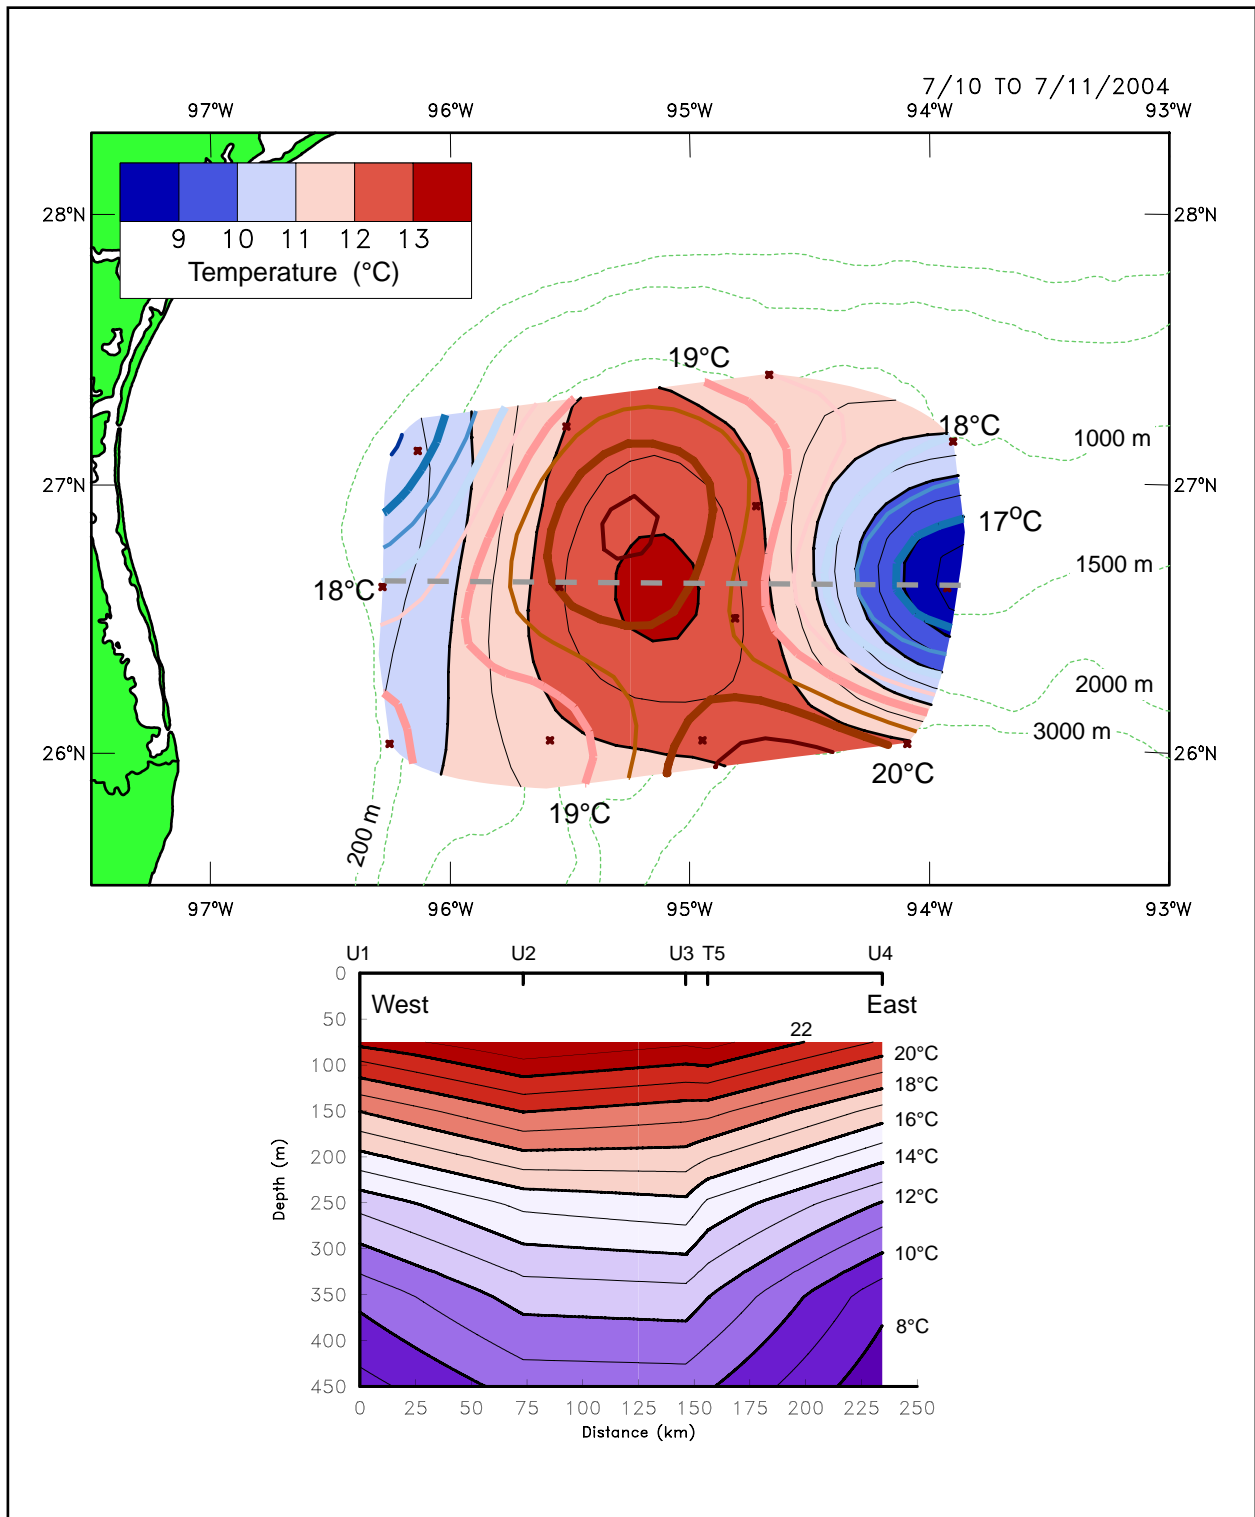 7/10 TO 7/11/2004
97°W 96°W 95°W 94°W 93°W
28°N 28°N
9 10 11 12 13
Temperature (°C)
19°C
18°C
1000 m
27°N 27°N
17°C
1500 m
18°C
2000 m
3000 m
26°N 26°N
20°C
19°C
200 m
97°W 96°W 95°W 94°W 93°W
U1 U2 U3 T5 U4
0
West East
50
22
20°C
100
18°C
16°C
150
14°C
200
12°C
250
10°C
300
350
8°C
400
450
0 25 50 75 100 125 150 175 200 225 250
Distance (km)
Depth (m)